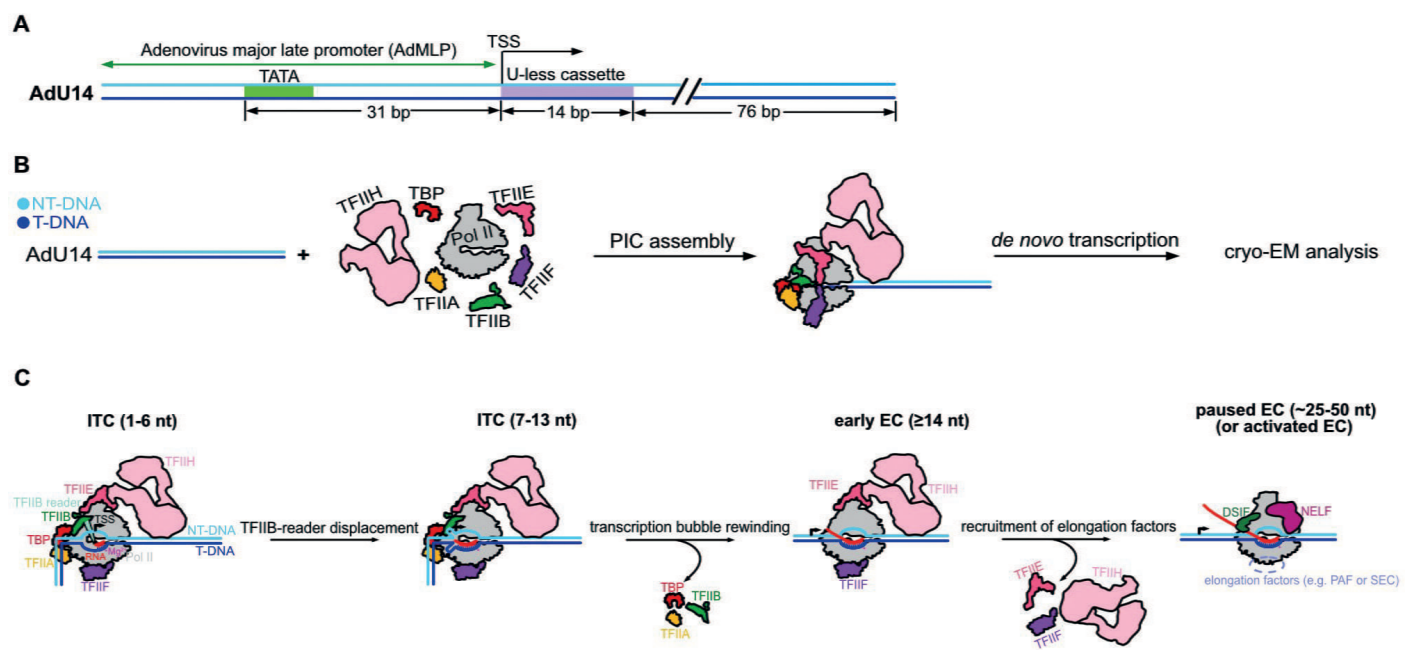 A
Adenovirus major late promoter (AdMLP)
TSS
TATA
U-less cassette
AdU14
31 bp
14 bp
76 bp
B
NT-DNA
T-DNA
AdU14
+
TFIIH
TBP
TFIIE
Pol II
TFIIA
TFIIB
TFIIF
PIC assembly
de novo transcription
cryo-EM analysis
C
ITC (1-6 nt)
TFIIH
TFIIE
TFIIB reader
TFIIB
TSS
NT-DNA
TBP
T-DNA
RNA
Mg
Pol II
TFIIA
TFIIF
TFIIB-reader displacement
ITC (7-13 nt)
transcription bubble rewinding
TBP
TFIIB
TFIIA
early EC (≥14 nt)
TFIIE
TFIIH
TFIIF
recruitment of elongation factors
TFIIE
TFIIH
TFIIF
paused EC (~25-50 nt)
(or activated EC)
DSIF
NELF
elongation factors (e.g. PAF or SEC)